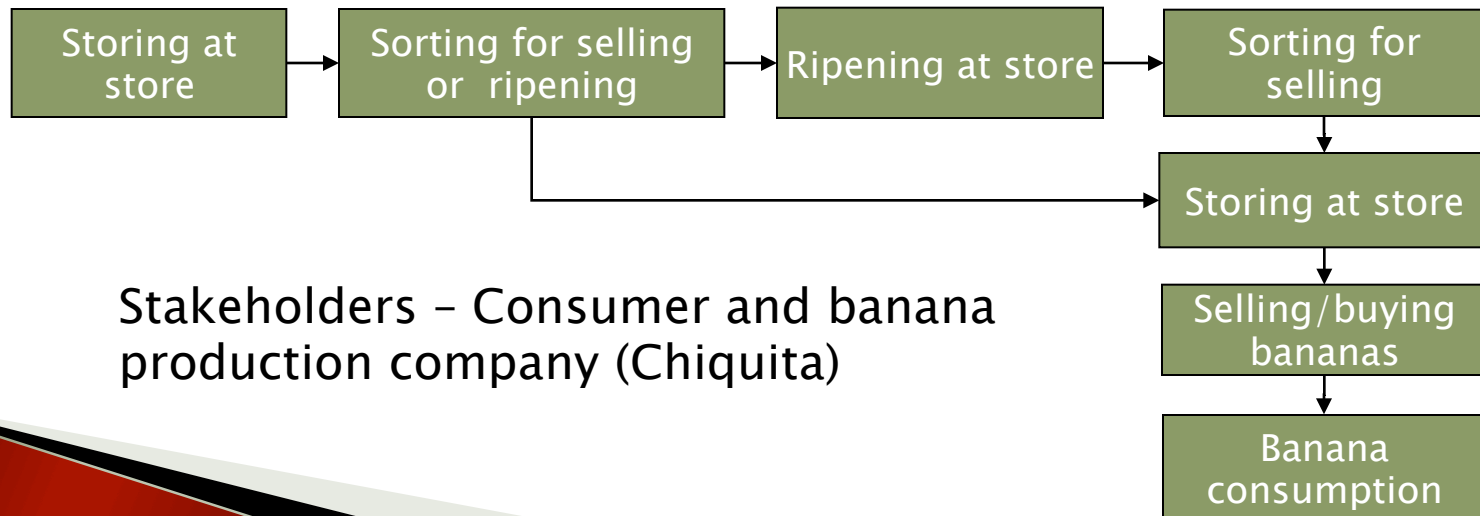 Storing at
store
Sorting for selling
or ripening
Ripening at store
Sorting for
selling
Storing at store
Stakeholders – Consumer and banana
production company (Chiquita)
Selling/buying
bananas
Banana
consumption